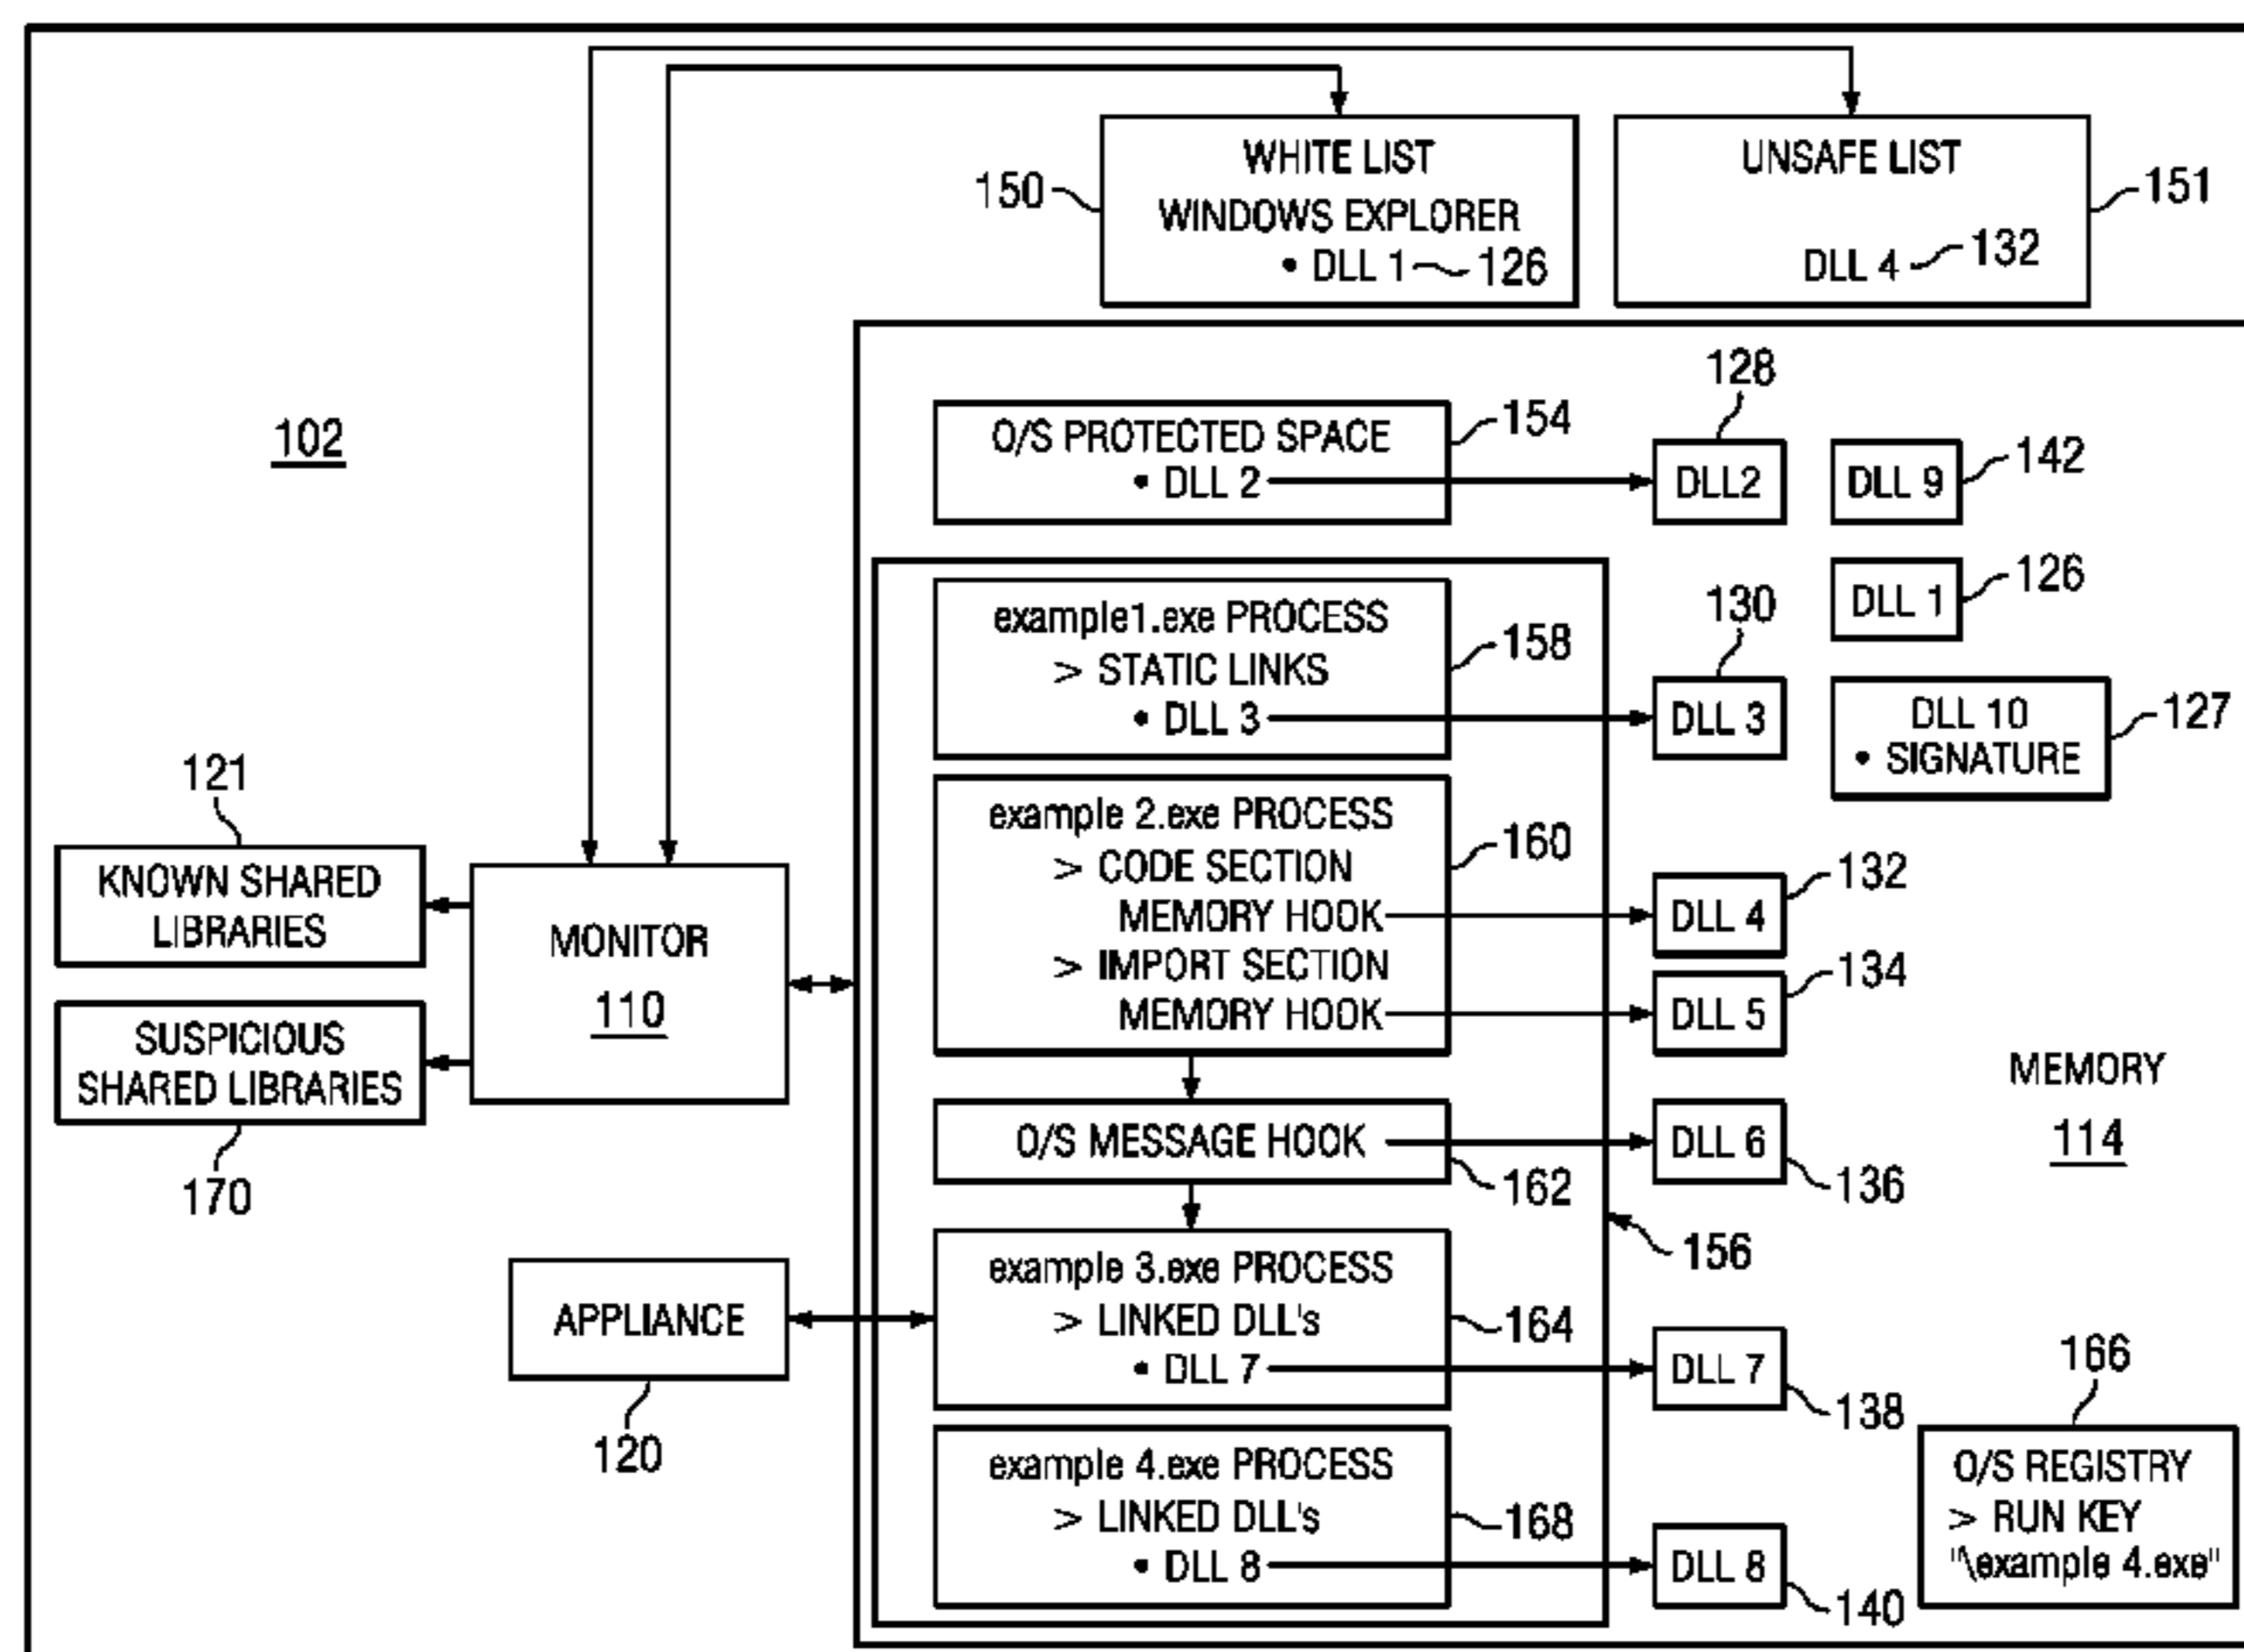 WHITE LIST
WINDOWS EXPLORER
• DLL 1
126
150
UNSAFE LIST
DLL 4
132
151
102
O/S PROTECTED SPACE
• DLL 2
154
128
DLL2
DLL 9
142
DLL 1
126
example1.exe PROCESS
> STATIC LINKS
• DLL 3
158
130
DLL 3
DLL 10
• SIGNATURE
127
121
KNOWN SHARED
LIBRARIES
MONITOR
110
SUSPICIOUS
SHARED LIBRARIES
170
example 2.exe PROCESS
> CODE SECTION
MEMORY HOOK
> IMPORT SECTION
MEMORY HOOK
160
DLL 4
132
DLL 5
134
MEMORY
114
O/S MESSAGE HOOK
162
DLL 6
136
156
APPLIANCE
120
example 3.exe PROCESS
> LINKED DLL's
• DLL 7
164
DLL 7
138
example 4.exe PROCESS
> LINKED DLL's
• DLL 8
168
DLL 8
140
166
O/S REGISTRY
> RUN KEY
"\example 4.exe"